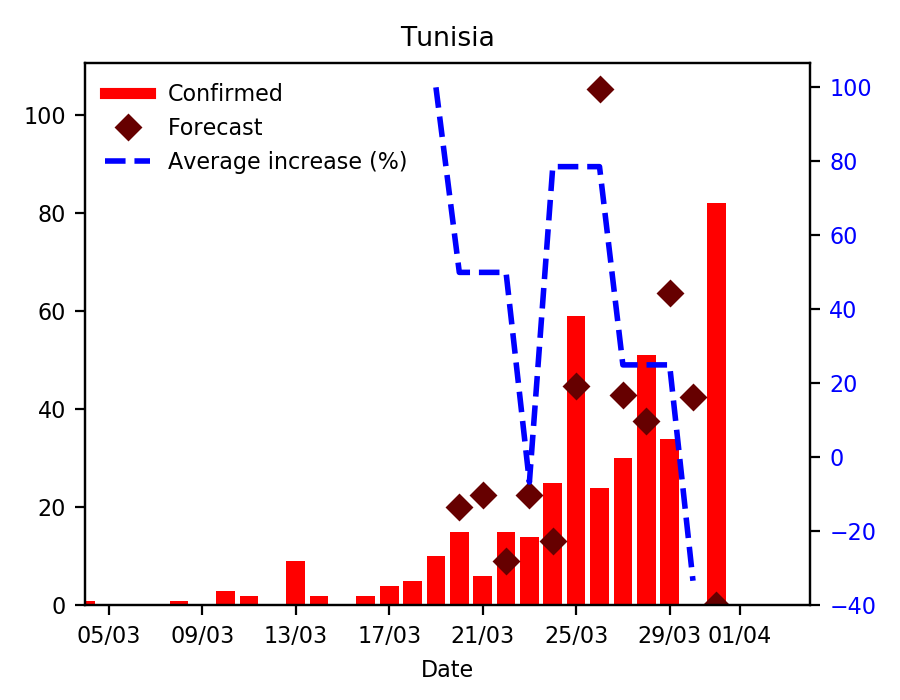 Tunisia
Confirmed
Forecast
Average increase (%)
100
80
60
40
20
0
100
80
60
40
20
0
−20
−40
05/03 09/03 13/03 17/03 21/03 25/03 29/03 01/04
Date